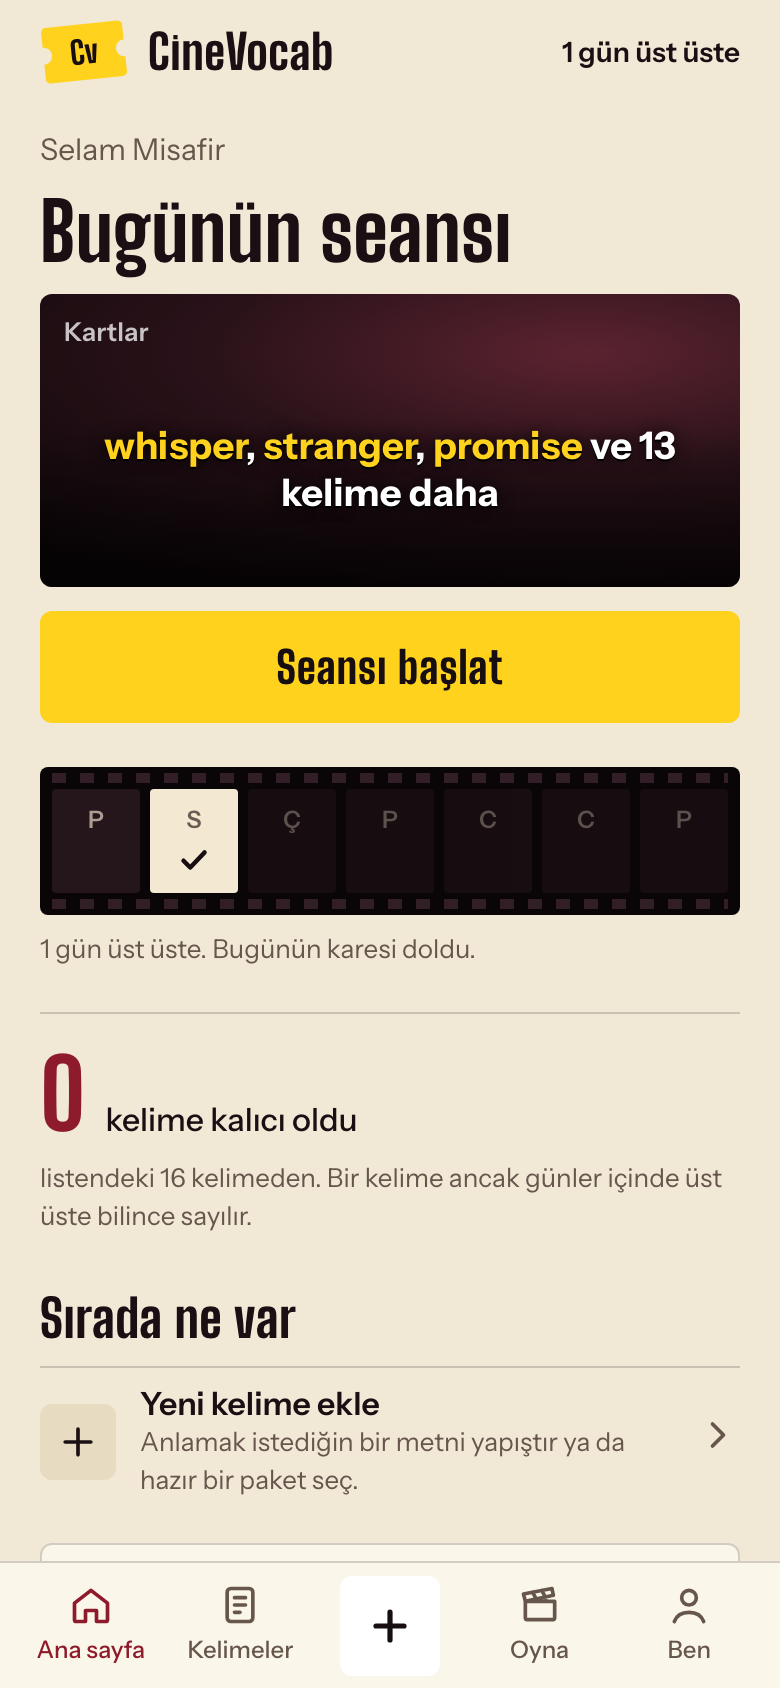 Cv CineVocab 1 gün üst üste
Selam Misafir
Bugünün seansı
Kartlar
whisper, stranger, promise ve 13
kelime daha
Seansı başlat
P S Ç P C C P
1 gün üst üste. Bugünün karesi doldu.
0 kelime kalıcı oldu
listendeki 16 kelimeden. Bir kelime ancak günler içinde üst
üste bilince sayılır.
Sırada ne var
Yeni kelime ekle
Anlamak istediğin bir metni yapıştır ya da
hazır bir paket seç.
Ana sayfa Kelimeler Oyna Ben